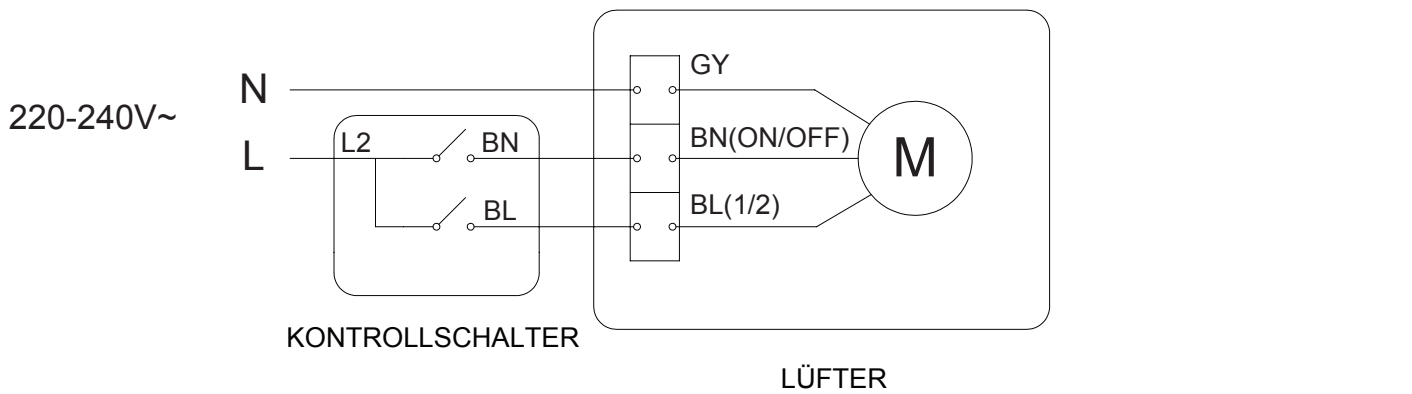 220-240V~
N
L
L2
BN
BL
GY
BN(ON/OFF)
BL(1/2)
M
KONTROLLSCHALTER
LÜFTER